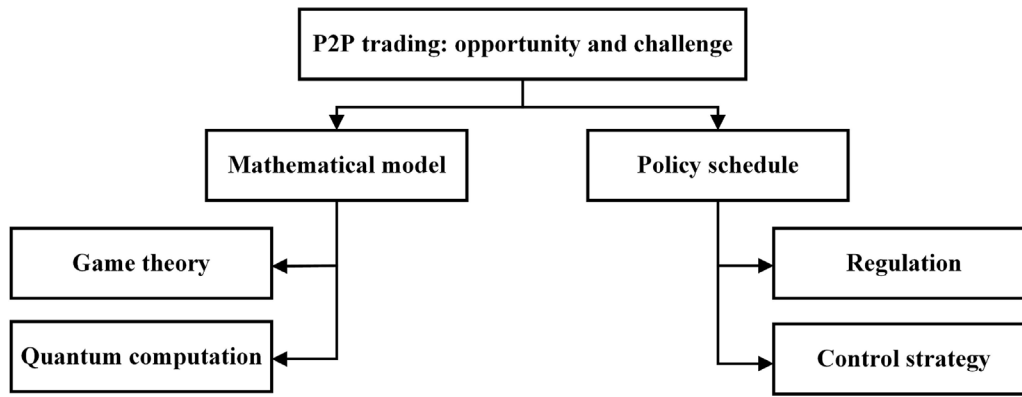 P2P trading: opportunity and challenge
Mathematical model
Policy schedule
Game theory
Regulation
Quantum computation
Control strategy